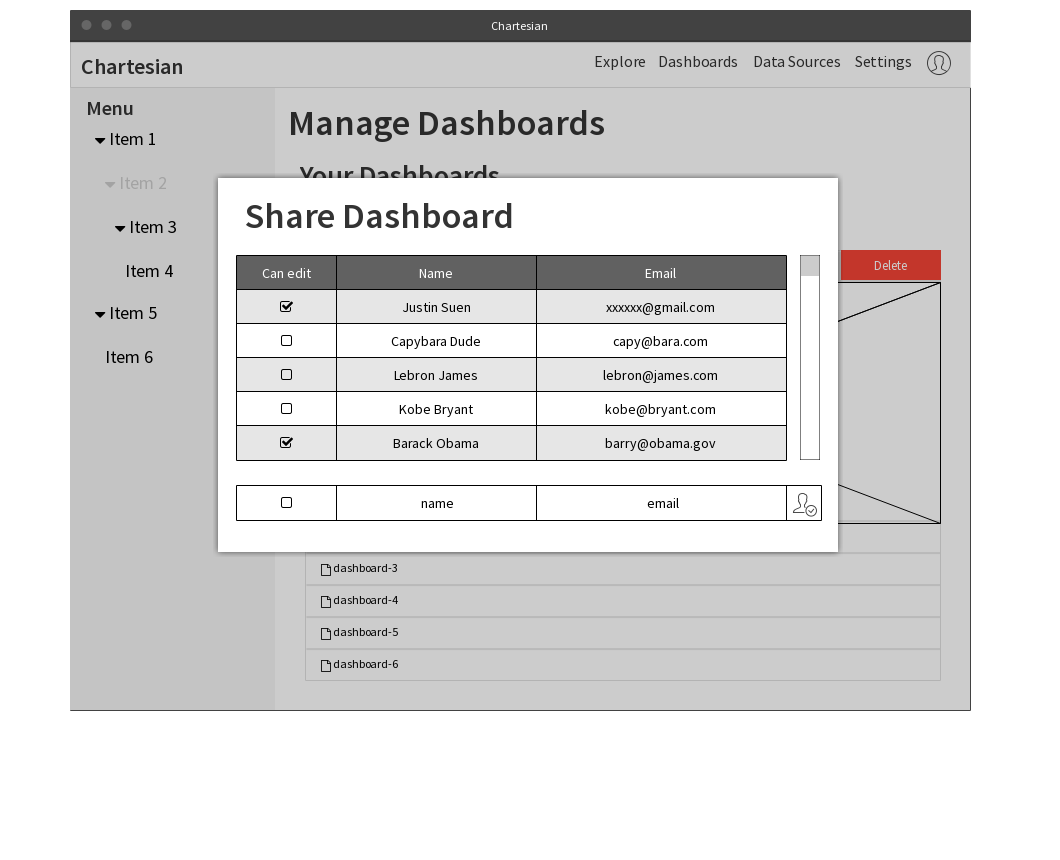 Chartesian
Chartesian
Explore Dashboards Data Sources Settings
Menu
Item 1
Item 2
Item 3
Item 4
Item 5
Item 6
Manage Dashboards
Your Dashboards
Delete
Share Dashboard
Can edit Name Email
Justin Suen xxxxxx@gmail.com
Capybara Dude capy@bara.com
Lebron James lebron@james.com
Kobe Bryant kobe@bryant.com
Barack Obama barry@obama.gov
name email
dashboard-3
dashboard-4
dashboard-5
dashboard-6